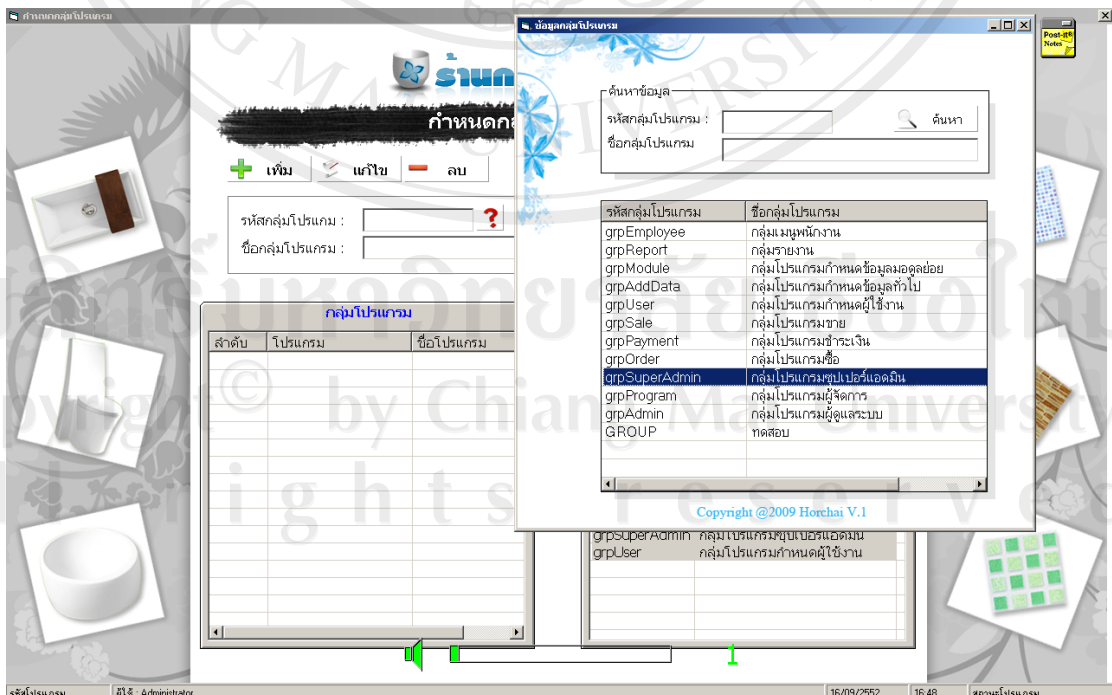 กำหนดกลุ่มโปรแกรม
ร้านก
กำหนดกล
เพิ่ม แก้ไข ลบ
รหัสกลุ่มโปรแกม :
ชื่อกลุ่มโปรแกรม :
กลุ่มโปรแกรม
ลำดับ โปรแกรม ชื่อโปรแกรม
ข้อมูลกลุ่มโปรแกรม
Post-it® Notes
ค้นหาข้อมูล
รหัสกลุ่มโปรแกรม : ค้นหา
ชื่อกลุ่มโปรแกรม
รหัสกลุ่มโปรแกรม ชื่อกลุ่มโปรแกรม
grpEmployee กลุ่มเมนูพนักงาน
grpReport กลุ่มรายงาน
grpModule กลุ่มโปรแกรมกำหนดข้อมูลมอดูลย่อย
grpAddData กลุ่มโปรแกรมกำหนดข้อมูลทั่วไป
grpUser กลุ่มโปรแกรมกำหนดผู้ใช้งาน
grpSale กลุ่มโปรแกรมขาย
grpPayment กลุ่มโปรแกรมชำระเงิน
grpOrder กลุ่มโปรแกรมซื้อ
grpSuperAdmin กลุ่มโปรแกรมซุปเปอร์แอดมิน
grpProgram กลุ่มโปรแกรมผู้จัดการ
grpAdmin กลุ่มโปรแกรมผู้ดูแลระบบ
GROUP ทดสอบ
Copyright @2009 Horchai V.1
grpSuperAdmin กลุ่มโปรแกรมซุปเปอร์แอดมิน
grpUser กลุ่มโปรแกรมกำหนดผู้ใช้งาน
1
รหัสโปรแกรม ผู้ใช้ : Administrator 16/09/2552 16:48 สถานะโปรแกรม
© by Chiang Mai University
rights reserved